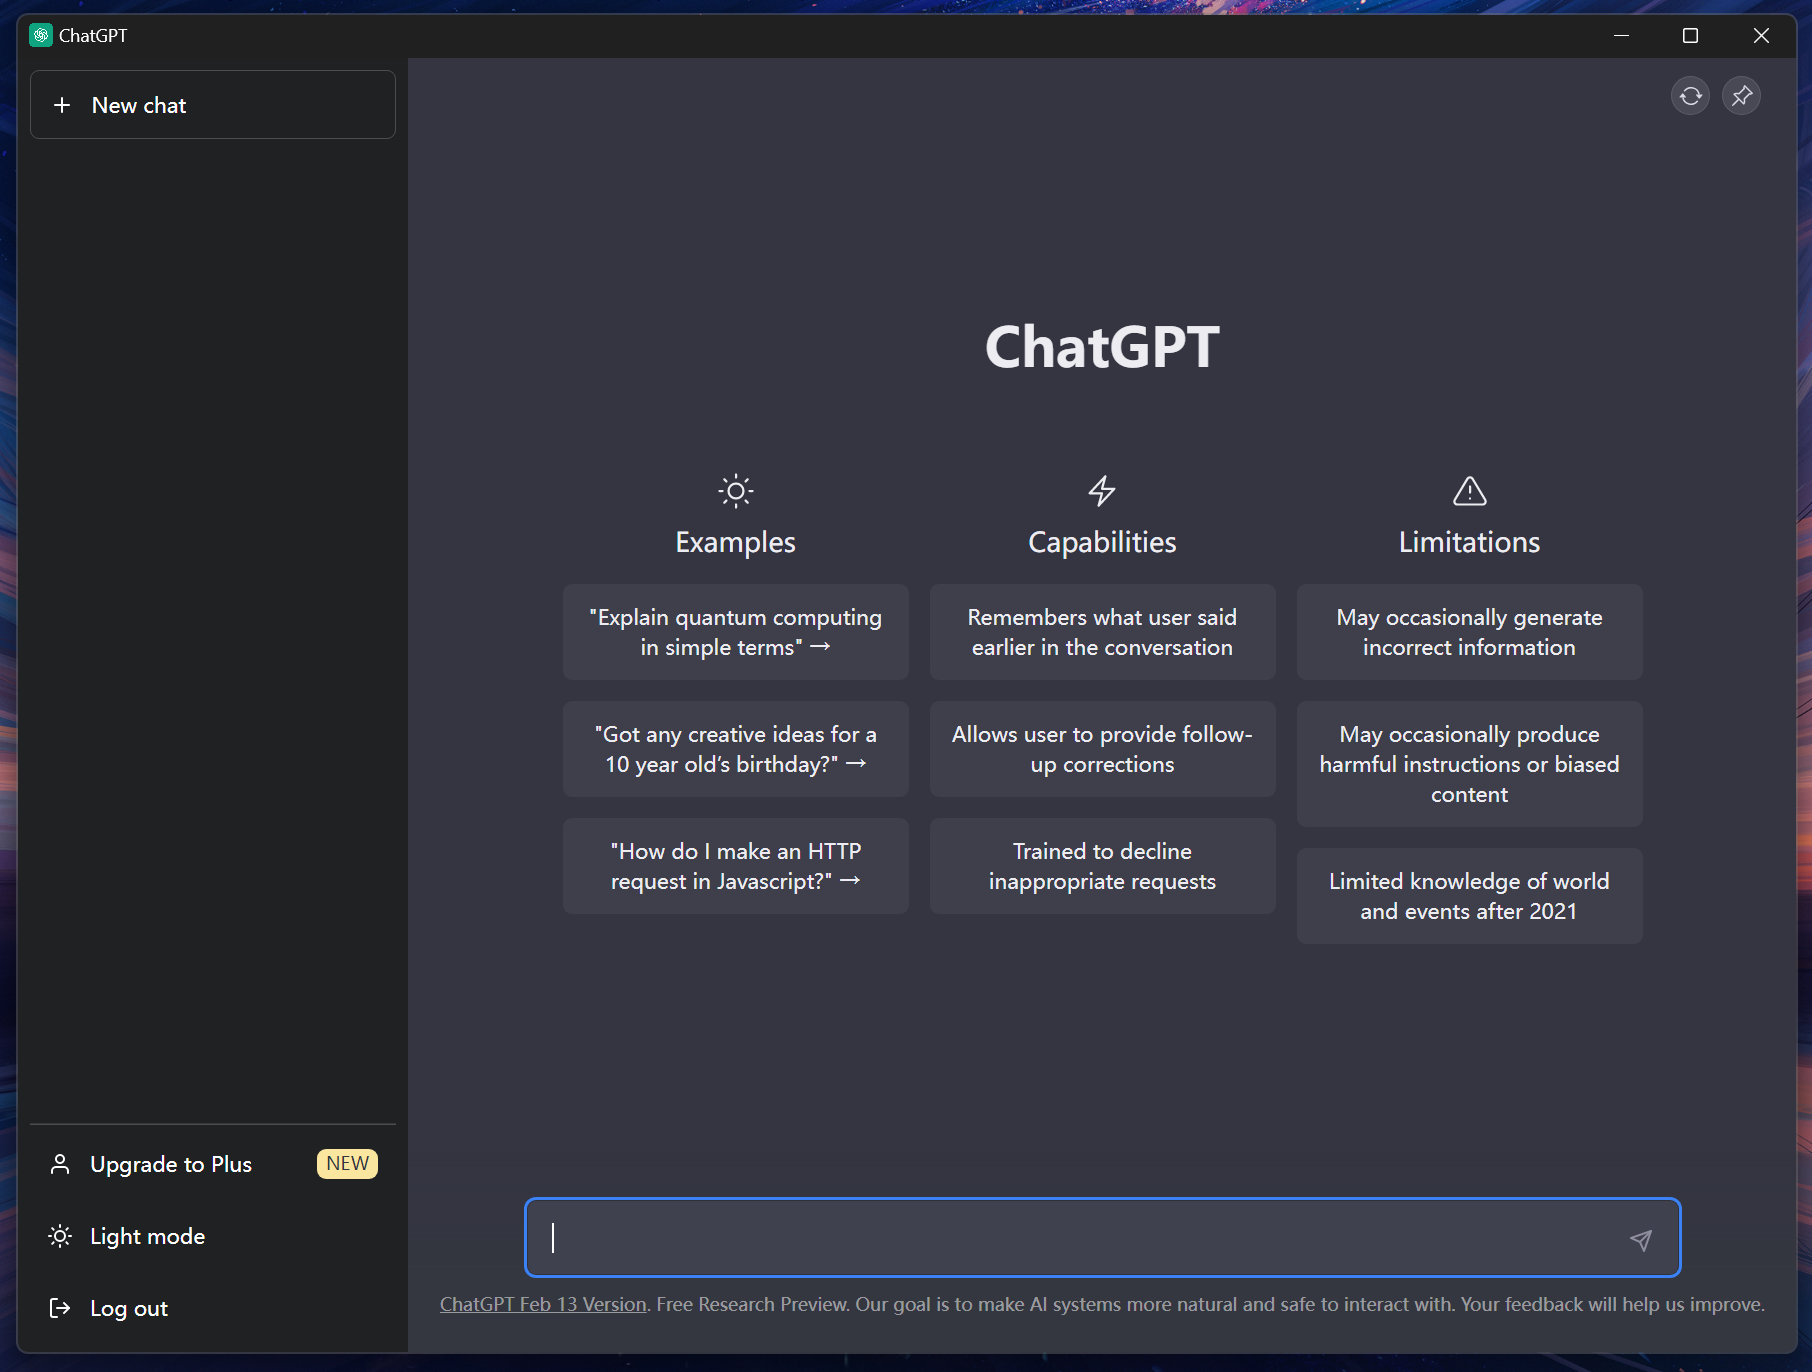 ChatGPT
New chat
ChatGPT
Examples
"Explain quantum computing
in simple terms" →
"Got any creative ideas for a
10 year old’s birthday?" →
"How do I make an HTTP
request in Javascript?" →
Capabilities
Remembers what user said
earlier in the conversation
Allows user to provide follow-
up corrections
Trained to decline
inappropriate requests
Limitations
May occasionally generate
incorrect information
May occasionally produce
harmful instructions or biased
content
Limited knowledge of world
and events after 2021
Upgrade to Plus NEW
Light mode
Log out
ChatGPT Feb 13 Version. Free Research Preview. Our goal is to make AI systems more natural and safe to interact with. Your feedback will help us improve.